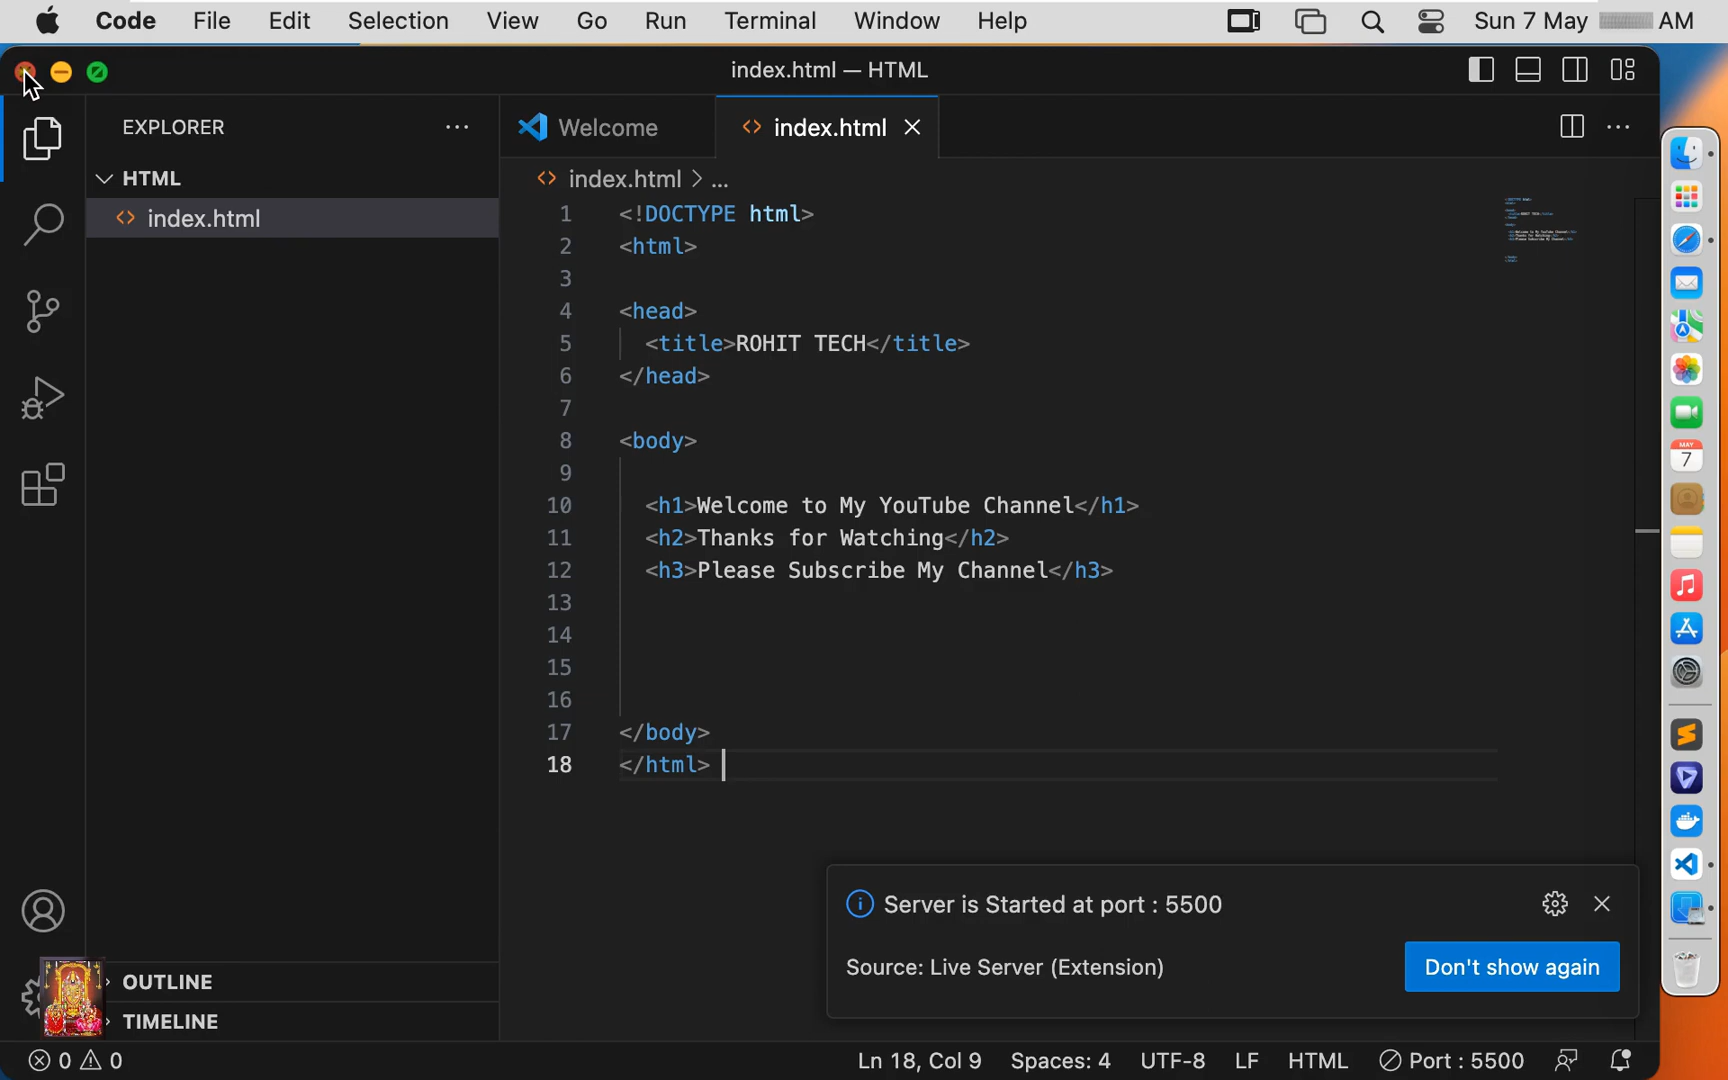 Code File Edit Selection View Go Run Terminal Window Help Sun 7 May AM
index.html — HTML
EXPLORER
Welcome
index.html
HTML
index.html
index.html > ...
1 <!DOCTYPE html>
2 <html>
3
4 <head>
5 <title>ROHIT TECH</title>
6 </head>
7
8 <body>
9
10 <h1>Welcome to My YouTube Channel</h1>
11 <h2>Thanks for Watching</h2>
12 <h3>Please Subscribe My Channel</h3>
13
14
15
16
17 </body>
18 </html>
MAY
7
Server is Started at port : 5500
Source: Live Server (Extension)
Don't show again
OUTLINE
TIMELINE
0 0
Ln 18, Col 9 Spaces: 4 UTF-8 LF HTML Port : 5500